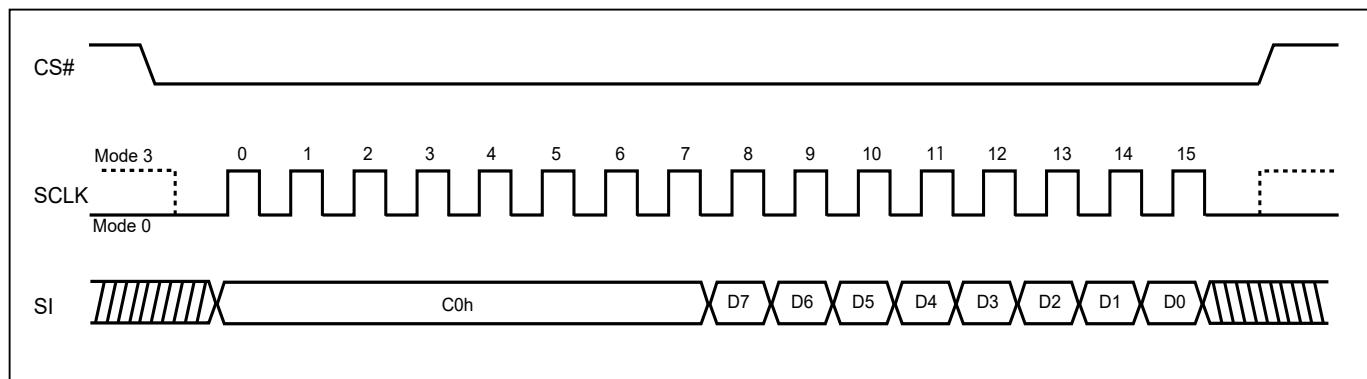 CS#
Mode 3
0 1 2 3 4 5 6 7 8 9 10 11 12 13 14 15
SCLK
Mode 0
SI
C0h D7 D6 D5 D4 D3 D2 D1 D0